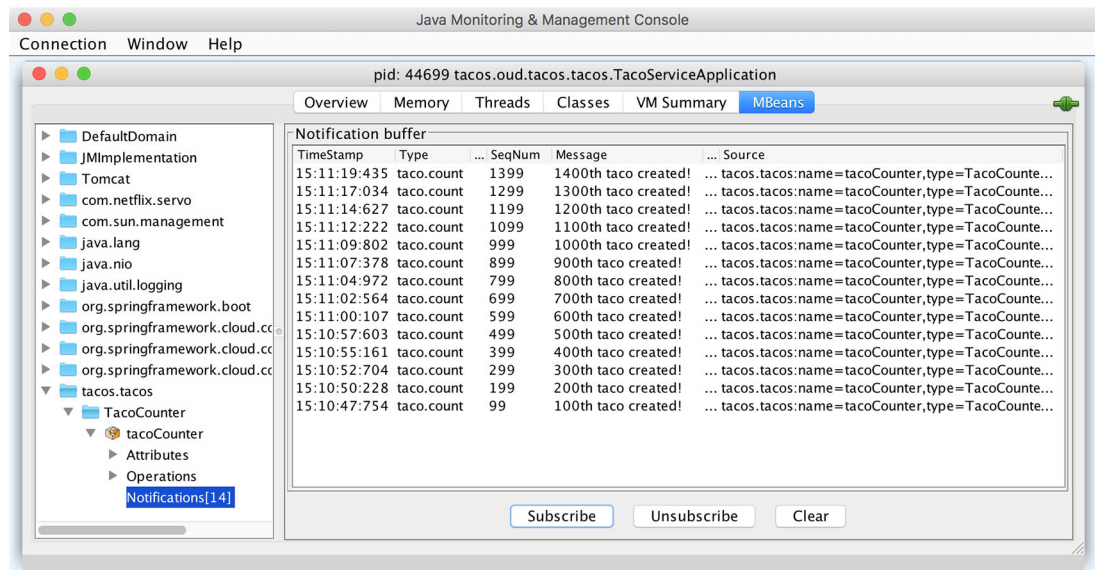 Java Monitoring & Management Console
Connection Window Help
pid: 44699 tacos.oud.tacos.tacos.TacoServiceApplication
Overview Memory Threads Classes VM Summary MBeans
DefaultDomain
JMImplementation
Tomcat
com.netflix.servo
com.sun.management
java.lang
java.nio
java.util.logging
org.springframework.boot
org.springframework.cloud.cc
org.springframework.cloud.cc
org.springframework.cloud.cc
tacos.tacos
TacoCounter
tacoCounter
Attributes
Operations
Notifications[14]
Notification buffer
TimeStamp Type ... SeqNum Message ... Source
15:11:19:435 taco.count 1399 1400th taco created! ... tacos.tacos:name=tacoCounter,type=TacoCounte...
15:11:17:034 taco.count 1299 1300th taco created! ... tacos.tacos:name=tacoCounter,type=TacoCounte...
15:11:14:627 taco.count 1199 1200th taco created! ... tacos.tacos:name=tacoCounter,type=TacoCounte...
15:11:12:222 taco.count 1099 1100th taco created! ... tacos.tacos:name=tacoCounter,type=TacoCounte...
15:11:09:802 taco.count 999 1000th taco created! ... tacos.tacos:name=tacoCounter,type=TacoCounte...
15:11:07:378 taco.count 899 900th taco created! ... tacos.tacos:name=tacoCounter,type=TacoCounte...
15:11:04:972 taco.count 799 800th taco created! ... tacos.tacos:name=tacoCounter,type=TacoCounte...
15:11:02:564 taco.count 699 700th taco created! ... tacos.tacos:name=tacoCounter,type=TacoCounte...
15:11:00:107 taco.count 599 600th taco created! ... tacos.tacos:name=tacoCounter,type=TacoCounte...
15:10:57:603 taco.count 499 500th taco created! ... tacos.tacos:name=tacoCounter,type=TacoCounte...
15:10:55:161 taco.count 399 400th taco created! ... tacos.tacos:name=tacoCounter,type=TacoCounte...
15:10:52:704 taco.count 299 300th taco created! ... tacos.tacos:name=tacoCounter,type=TacoCounte...
15:10:50:228 taco.count 199 200th taco created! ... tacos.tacos:name=tacoCounter,type=TacoCounte...
15:10:47:754 taco.count 99 100th taco created! ... tacos.tacos:name=tacoCounter,type=TacoCounte...
Subscribe Unsubscribe Clear